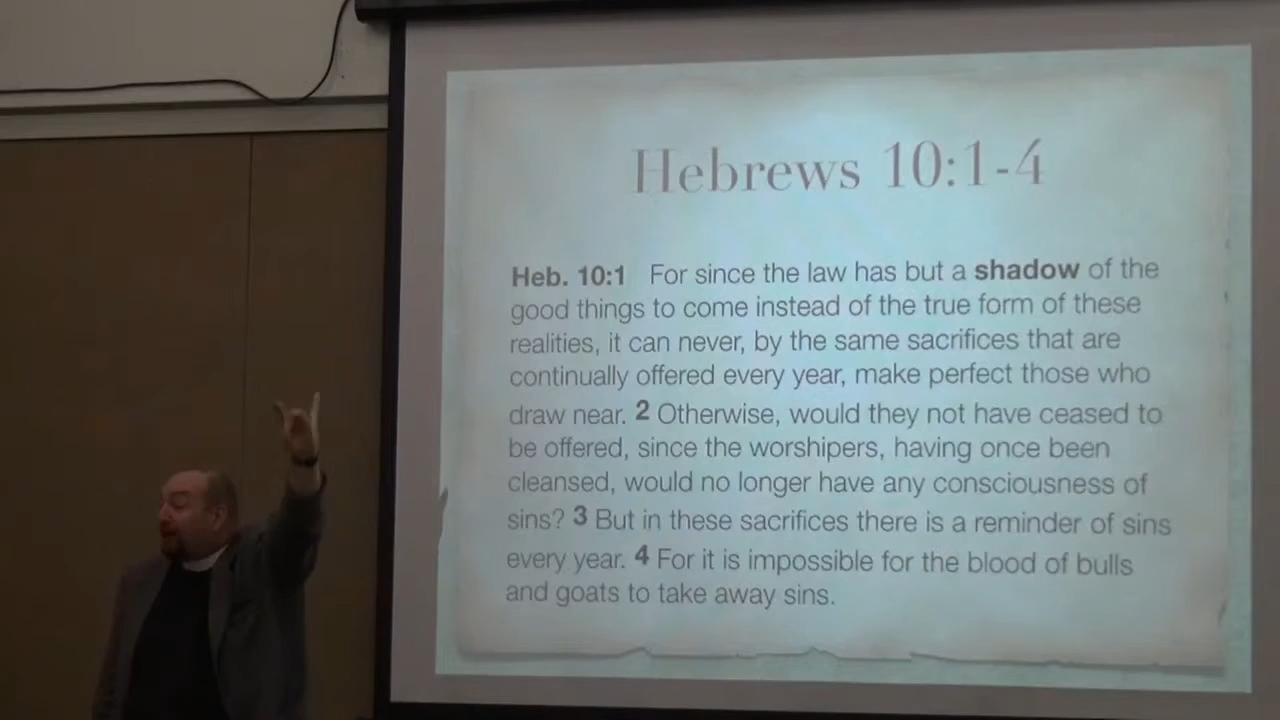 Hebrews 10:1-4
Heb. 10:1 For since the law has but a shadow of the
good things to come instead of the true form of these
realities, it can never, by the same sacrifices that are
continually offered every year, make perfect those who
draw near. 2 Otherwise, would they not have ceased to
be offered, since the worshipers, having once been
cleansed, would no longer have any consciousness of
sins? 3 But in these sacrifices there is a reminder of sins
every year. 4 For it is impossible for the blood of bulls
and goats to take away sins.